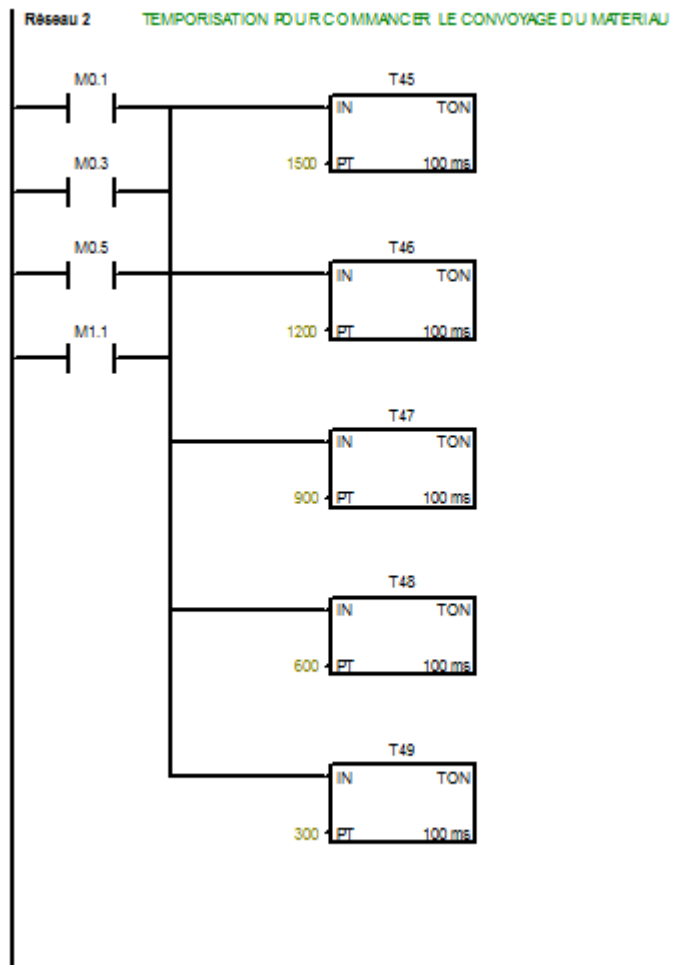 Réseau 2 TEMPORISATION POUR COMMANCER LE CONVOYAGE DU MATERIAU
M0.1 T45
IN TON
1500 PT 100 ms
M0.3
M0.5 T46
IN TON
1200 PT 100 ms
M1.1
T47
IN TON
900 PT 100 ms
T48
IN TON
600 PT 100 ms
T49
IN TON
300 PT 100 ms